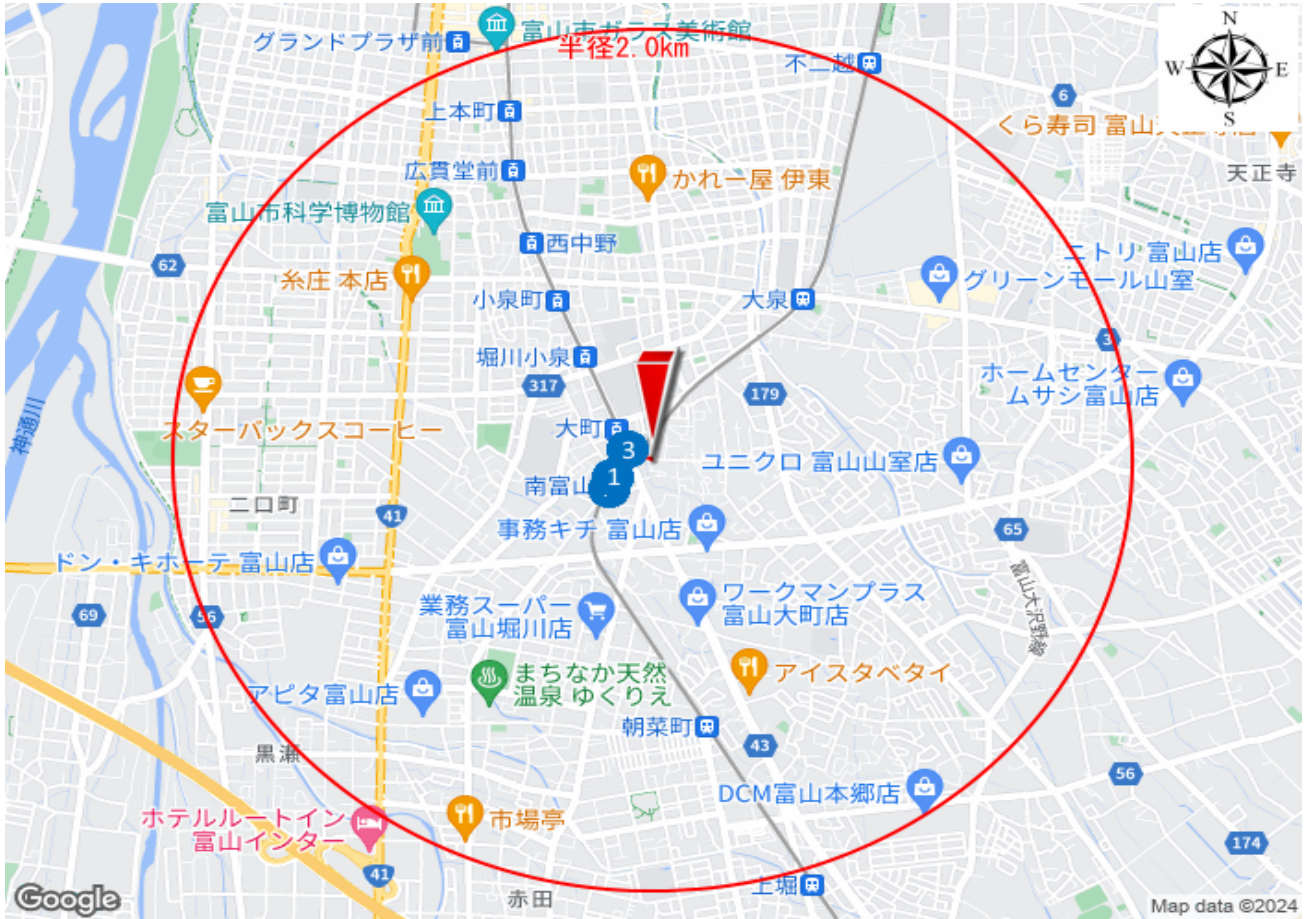 富山市ガラス美術館
グランドプラザ前
半径2.0km
不二越
N
W
E
S
6
上本町
くら寿司
天正寺
広貫堂前
かれー屋 伊東
富山市科学博物館
西中野
62
ニトリ 富山店
糸庄 本店
グリーンモール山室
小泉町
大泉
3
堀川小泉
317
179
ホームセンター
ムサシ富山店
神通川
スターバックスコーヒー
大町
3
ユニクロ 富山山室店
1
南富山
二口町
41
事務キチ 富山店
65
ドン・キホーテ 富山店
富山大沢野線
69
56
業務スーパー
富山堀川店
ワークマンプラス
富山大町店
まちなか天然
温泉 ゆくりえ
アイスタベタイ
アピタ富山店
朝菜町
黒瀬
43
56
DCM富山本郷店
ホテルルートイン
富山インター
市場亭
174
41
赤田
上堀
Google
Map data ©2024